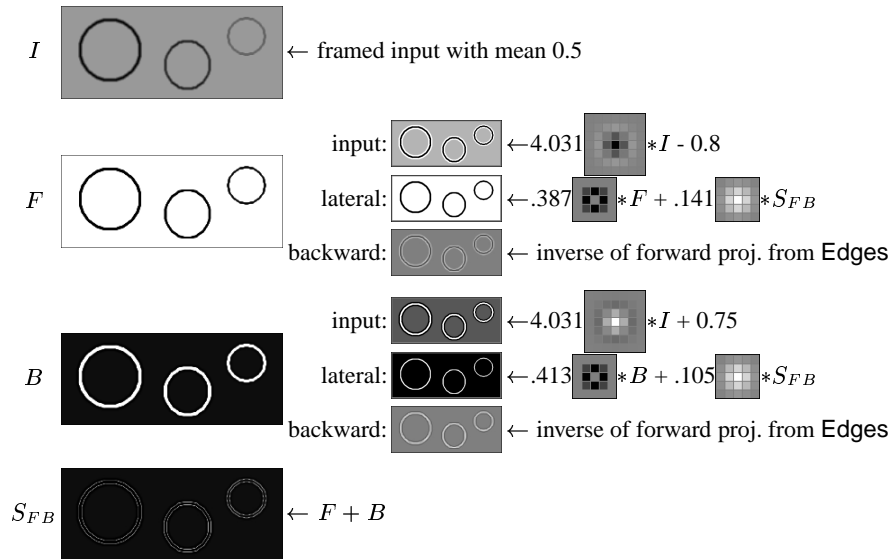 I ← framed input with mean 0.5
input: ←4.031 *I - 0.8
F lateral: ←.387 *F + .141 *S_{FB}
backward: ← inverse of forward proj. from Edges
input: ←4.031 *I + 0.75
B lateral: ←.413 *B + .105 *S_{FB}
backward: ← inverse of forward proj. from Edges
S_{FB} ← F + B